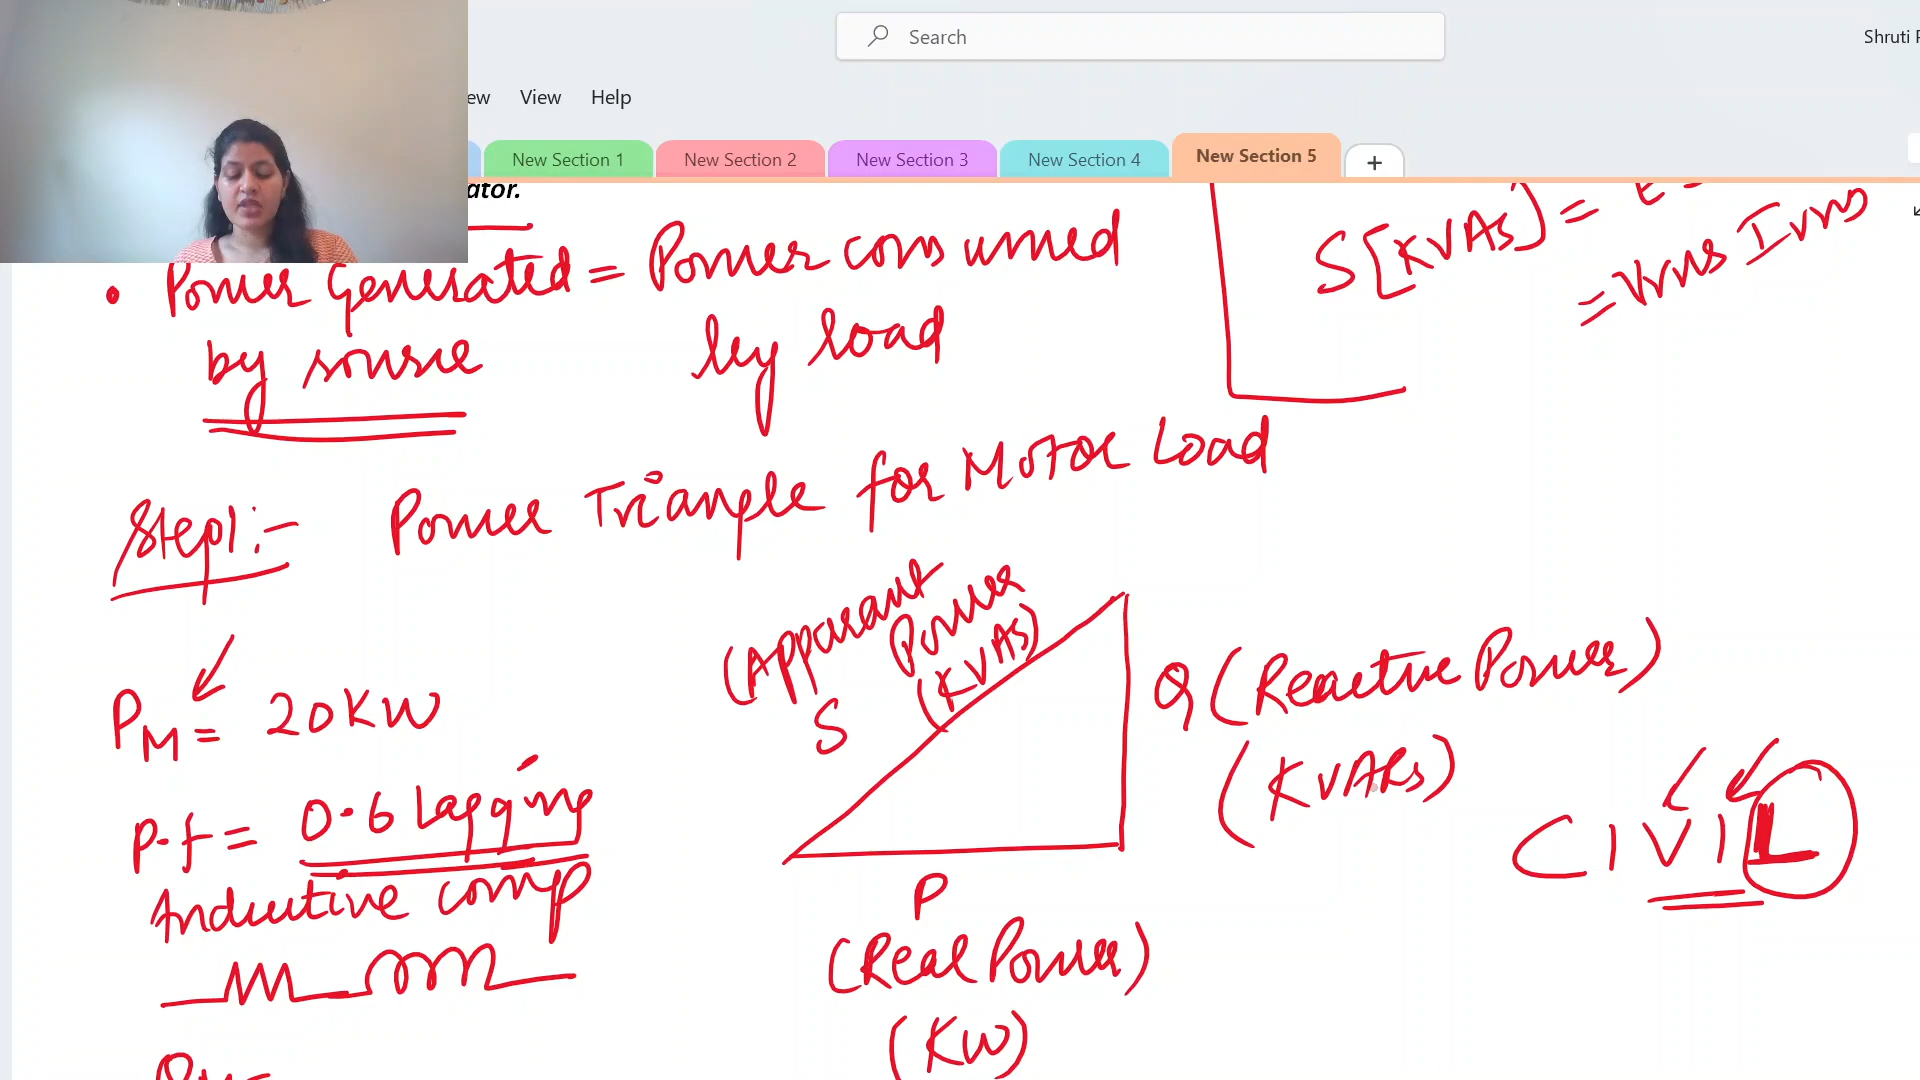 Search
Shruti
ew View Help
New Section 1 New Section 2 New Section 3 New Section 4 New Section 5 +
ator.
• Power Generated = Power consumed
by source by load
S[KVAs] =
= Vrms Irms
Step1:- Power Triangle for Motor Load
(Apparant
Power
(KVAs)
S
PM = 20KW
Q (Reactive Power)
(KVARs)
P.f = 0.6 lagging
Inductive comp
CIVIL
P
(Real Power)
(KW)